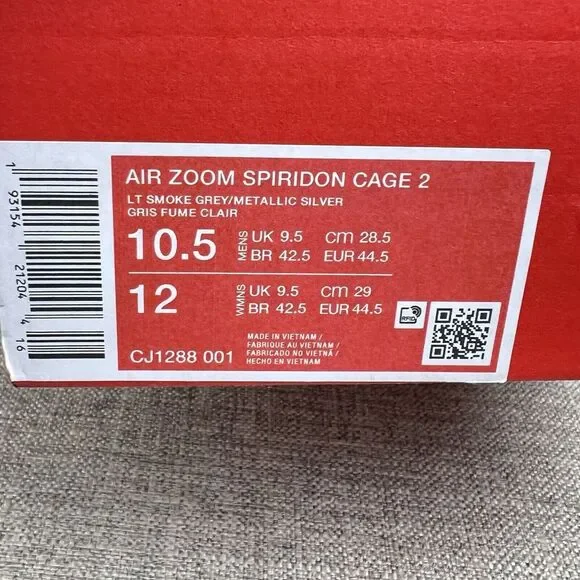 AIR ZOOM SPIRIDON CAGE 2
LT SMOKE GREY/METALLIC SILVER
GRIS FUME CLAIR
10.5 MENS UK 9.5 cm 28.5
BR 42.5 EUR 44.5
12 WMNS UK 9.5 cm 29
BR 42.5 EUR 44.5
CJ1288 001
MADE IN VIETNAM /
FABRIQUE AU VIETNAM /
FABRICADO NO VIETNÃ /
HECHO EN VIETNAM
RFID
1 93154 21204 4 16